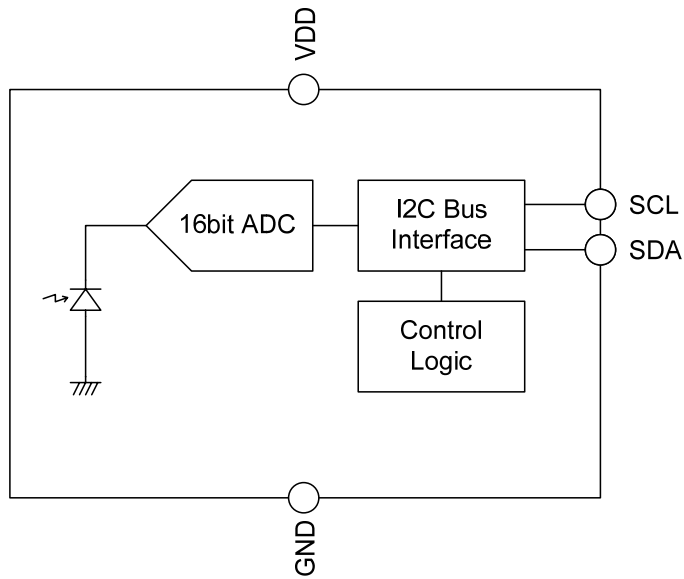 VDD
16bit ADC
I2C Bus
Interface
SCL
SDA
Control
Logic
GND